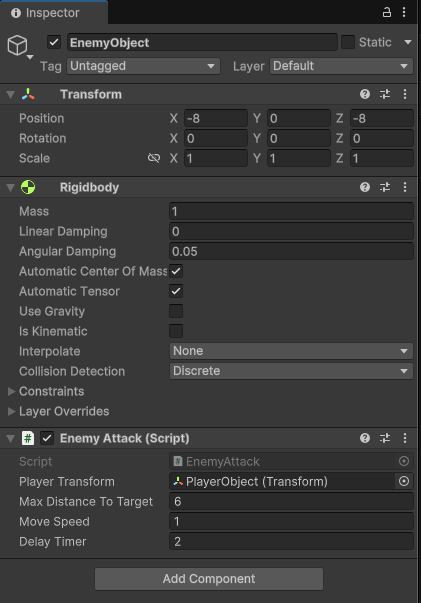 Inspector
EnemyObject Static
Tag Untagged Layer Default
Transform
Position X -8 Y 0 Z -8
Rotation X 0 Y 0 Z 0
Scale X 1 Y 1 Z 1
Rigidbody
Mass 1
Linear Damping 0
Angular Damping 0.05
Automatic Center Of Mass
Automatic Tensor
Use Gravity
Is Kinematic
Interpolate None
Collision Detection Discrete
Constraints
Layer Overrides
# Enemy Attack (Script)
Script # EnemyAttack
Player Transform PlayerObject (Transform)
Max Distance To Target 6
Move Speed 1
Delay Timer 2
Add Component